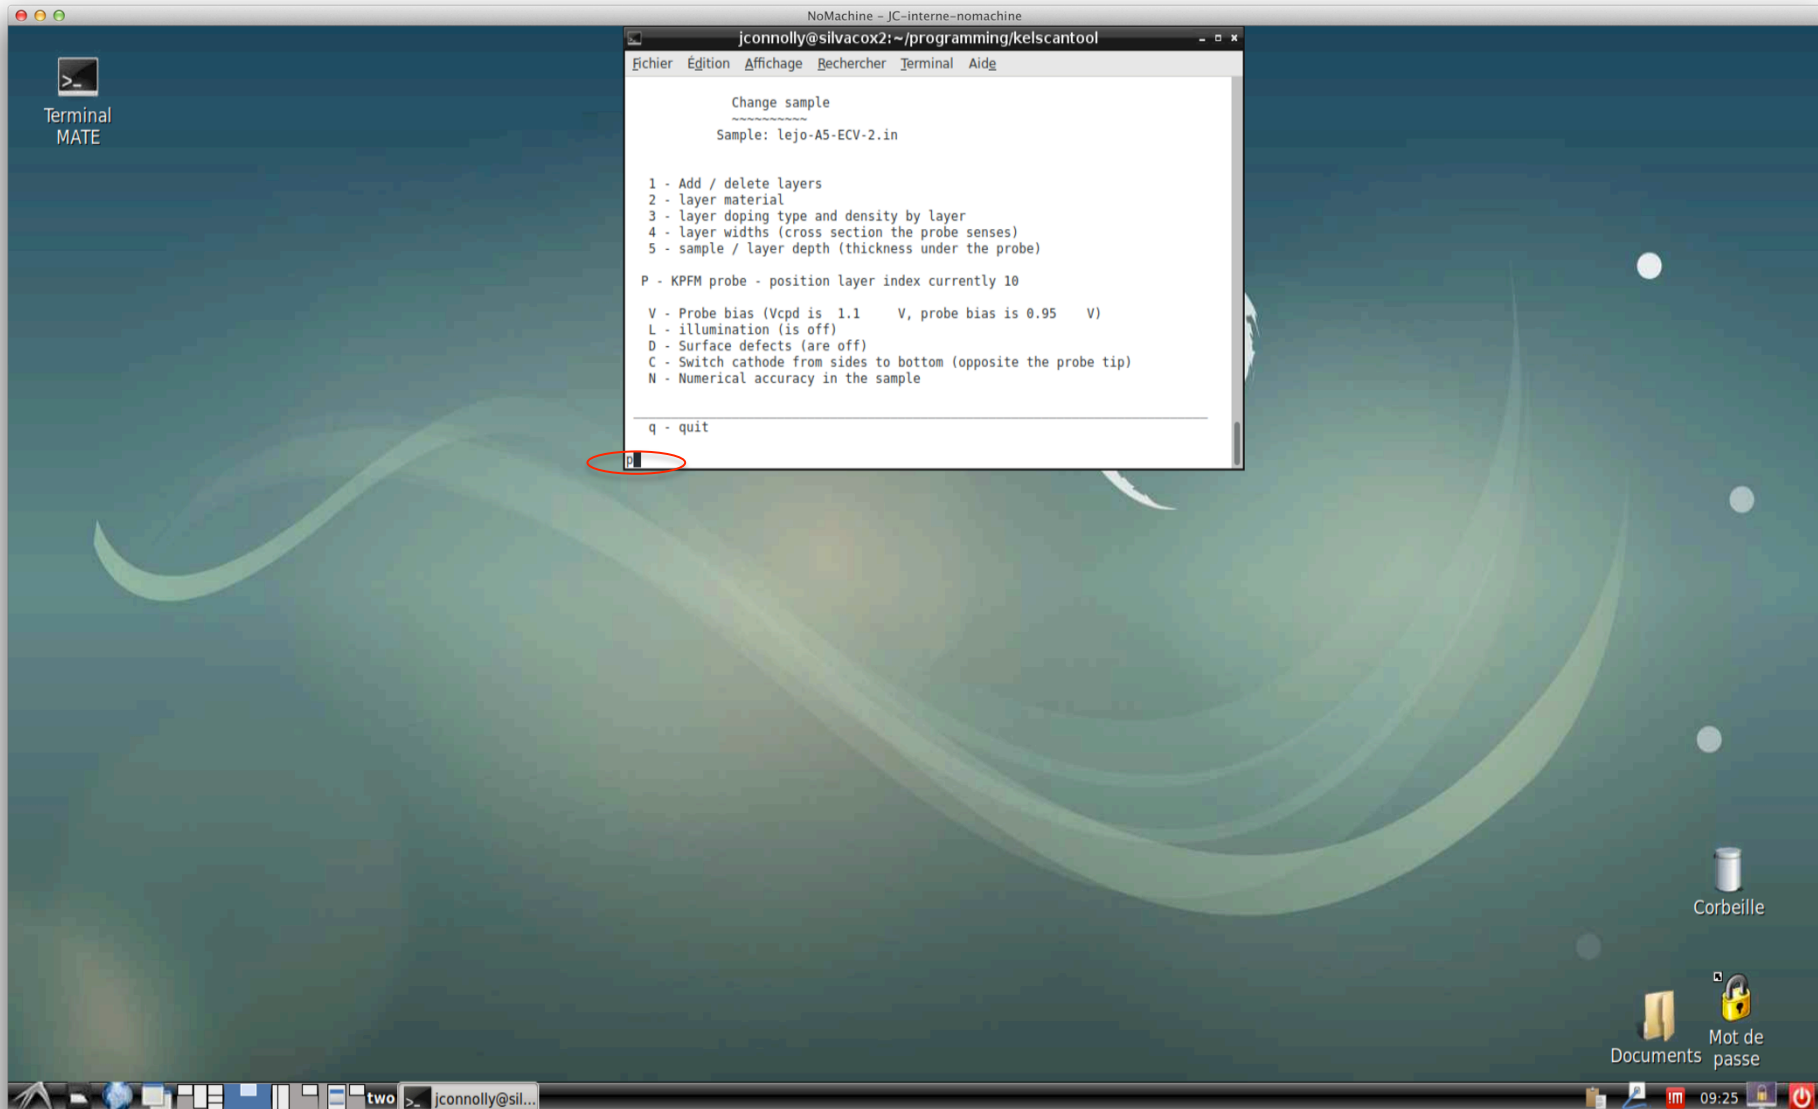 NoMachine - JC-interne-nomachine
jconnolly@silvacox2:~/programming/kelscantool
Fichier Édition Affichage Rechercher Terminal Aide
Change sample
~~~~~~~~~~
Sample: lejo-A5-ECV-2.in
1 - Add / delete layers
2 - layer material
3 - layer doping type and density by layer
4 - layer widths (cross section the probe senses)
5 - sample / layer depth (thickness under the probe)
P - KPFM probe - position layer index currently 10
V - Probe bias (Vcpd is 1.1 V, probe bias is 0.95 V)
L - illumination (is off)
D - Surface defects (are off)
C - Switch cathode from sides to bottom (opposite the probe tip)
N - Numerical accuracy in the sample
q - quit
p
Terminal
MATE
Corbeille
Documents
Mot de
passe
two
jconnolly@sil...
!M
09:25